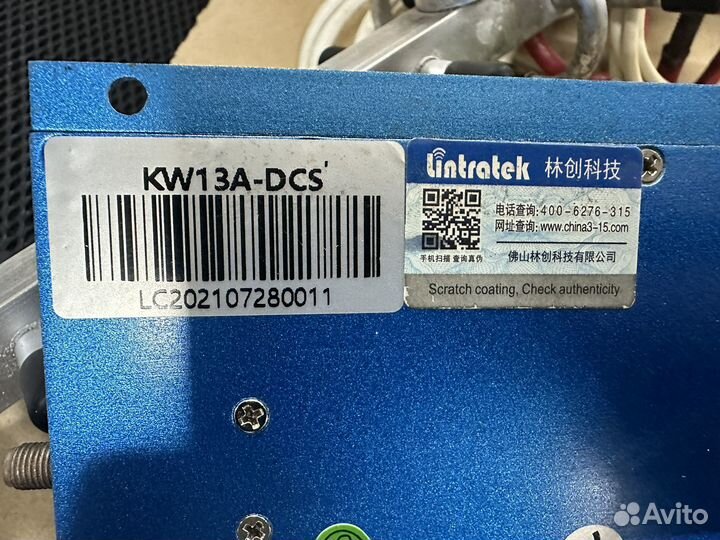 KW13A-DCS'
LC202107280011
Lintratek 林创科技
电话查询:400-6276-315
网址查询:www.china3-15.com
手机扫描 查询真伪
佛山林创科技有限公司
Scratch coating, Check authenticity
Avito